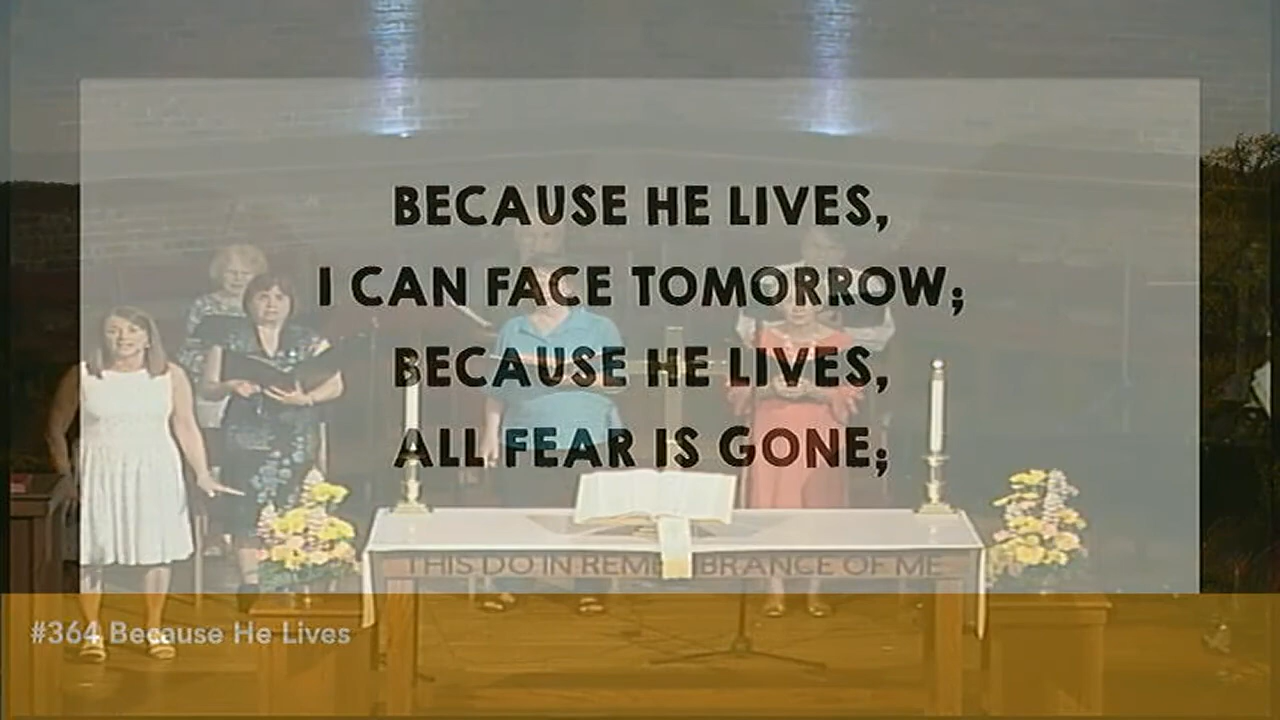 BECAUSE HE LIVES,
I CAN FACE TOMORROW;
BECAUSE HE LIVES,
ALL FEAR IS GONE;
THIS DO IN REMEMBRANCE OF ME
#364 Because He Lives